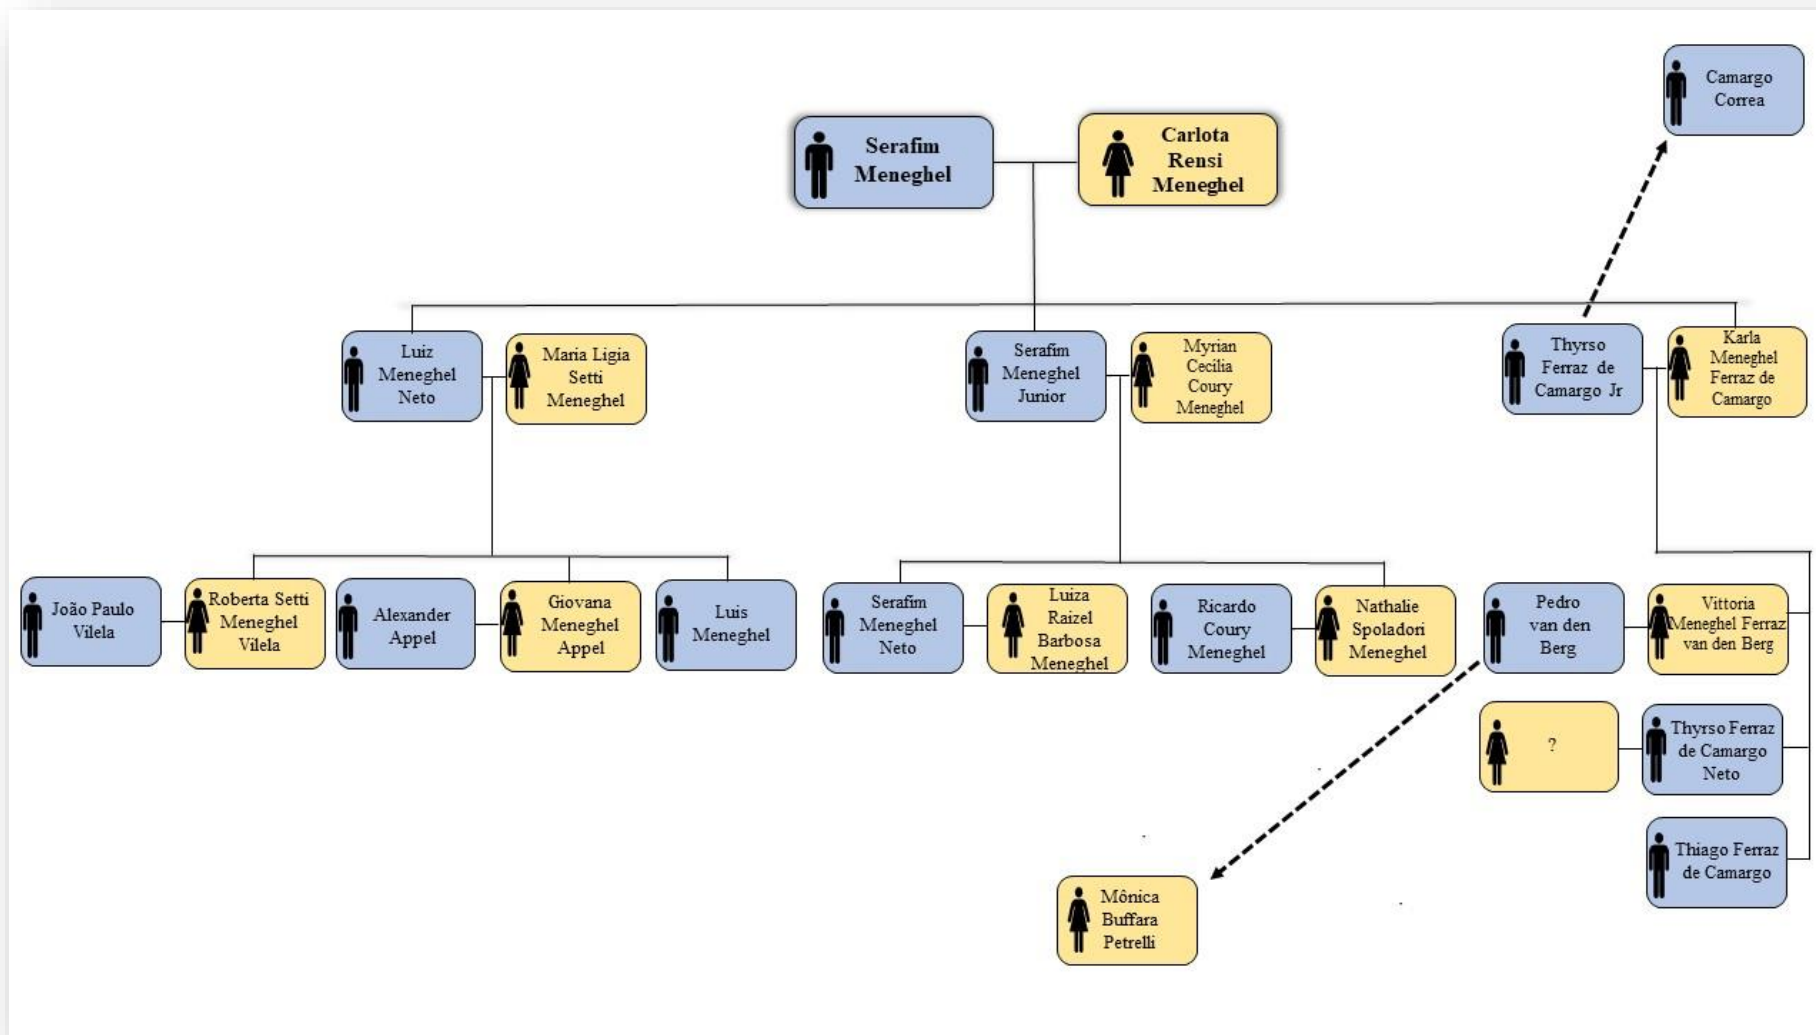 Camargo
Correa
Serafim
Meneghel
Carlota
Rensi
Meneghel
Luiz
Meneghel
Neto
Maria Ligia
Setti
Meneghel
Serafim
Meneghel
Junior
Myrian
Cecilia
Coury
Meneghel
Thyrso
Ferraz de
Camargo Jr
Karla
Meneghel
Ferraz de
Camargo
João Paulo
Vilela
Roberta Setti
Meneghel
Vilela
Alexander
Appel
Giovana
Meneghel
Appel
Luis
Meneghel
Serafim
Meneghel
Neto
Luiza
Raizel
Barbosa
Meneghel
Ricardo
Coury
Meneghel
Nathalie
Spoladori
Meneghel
Pedro
van den
Berg
Vittoria
Meneghel Ferraz
van den Berg
?
Thyrso Ferraz
de Camargo
Neto
Thiago Ferraz
de Camargo
Mônica
Buffara
Petrelli